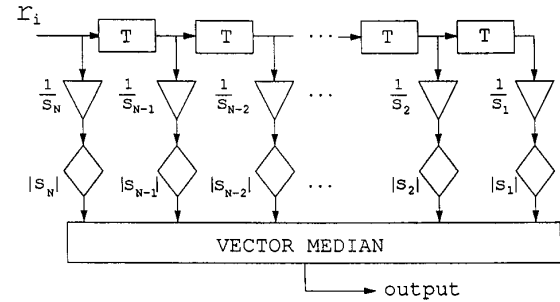 r_i
T T ... T T
1/S_N 1/S_{N-1} 1/S_{N-2} ... 1/S_2 1/S_1
|S_N| |S_{N-1}| |S_{N-2}| ... |S_2| |S_1|
VECTOR MEDIAN
output